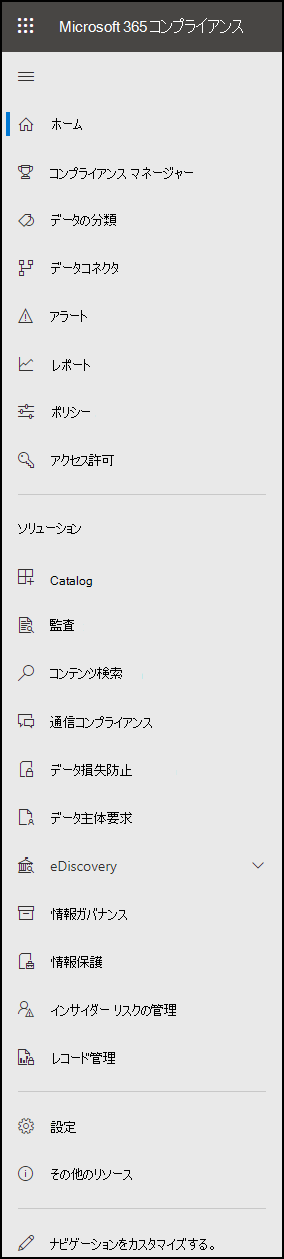 Microsoft 365 コンプライアンス
ホーム
コンプライアンス マネージャー
データの分類
データコネクタ
アラート
レポート
ポリシー
アクセス許可
ソリューション
Catalog
監査
コンテンツ検索
通信コンプライアンス
データ損失防止
データ主体要求
eDiscovery
情報ガバナンス
情報保護
インサイダー リスクの管理
レコード管理
設定
その他のリソース
ナビゲーションをカスタマイズする。